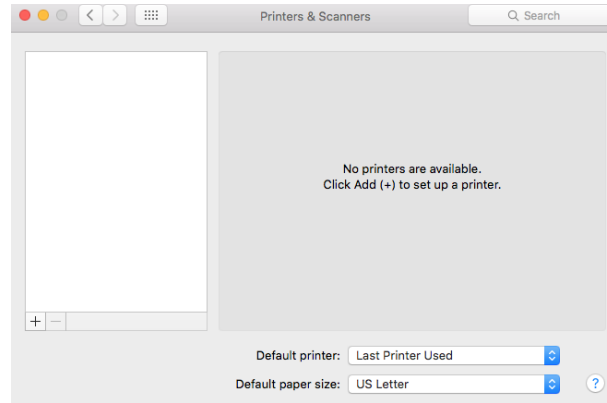 Printers & Scanners
Search
No printers are available.
Click Add (+) to set up a printer.
+ −
Default printer: Last Printer Used
Default paper size: US Letter
?